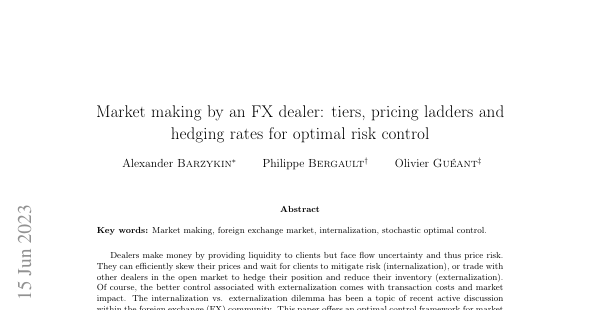 Market making by an FX dealer: tiers, pricing ladders and
hedging rates for optimal risk control
Alexander BARZYKIN* Philippe BERGAULT† Olivier GUÉANT‡
15 Jun 2023
Abstract
Key words: Market making, foreign exchange market, internalization, stochastic optimal control.
Dealers make money by providing liquidity to clients but face flow uncertainty and thus price risk.
They can efficiently skew their prices and wait for clients to mitigate risk (internalization), or trade with
other dealers in the open market to hedge their position and reduce their inventory (externalization).
Of course, the better control associated with externalization comes with transaction costs and market
impact. The internalization vs. externalization dilemma has been a topic of recent active discussion
within the foreign exchange (FX) community. This paper offers an optimal control framework for market